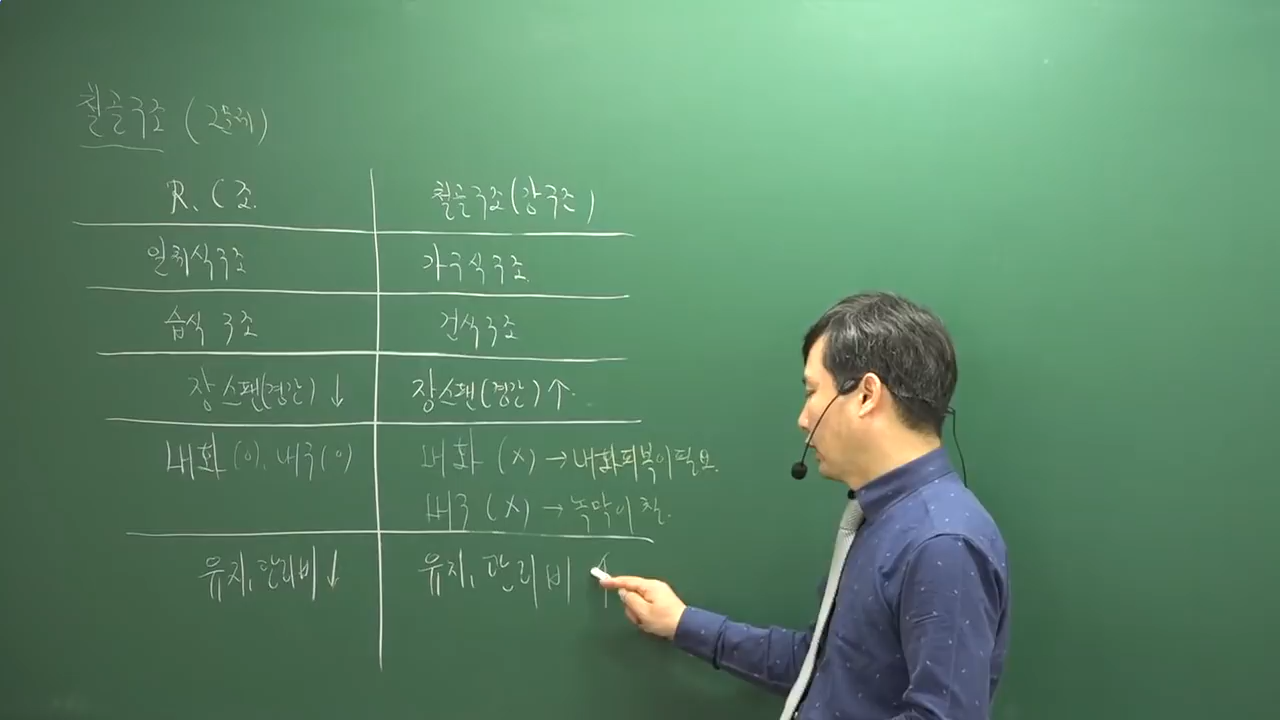 철골구조 (2문제)
R.C조. 철골구조(강구조)
일체식구조 가구식구조.
습식 구조 건식구조
장스팬(경간)↓ 장스팬(경간)↑
내화(O), 내구(O) 내화 (X) → 내화피복이필요.
내구 (X) → 녹막이 칠.
유지,관리비↓ 유지,관리비 ↑